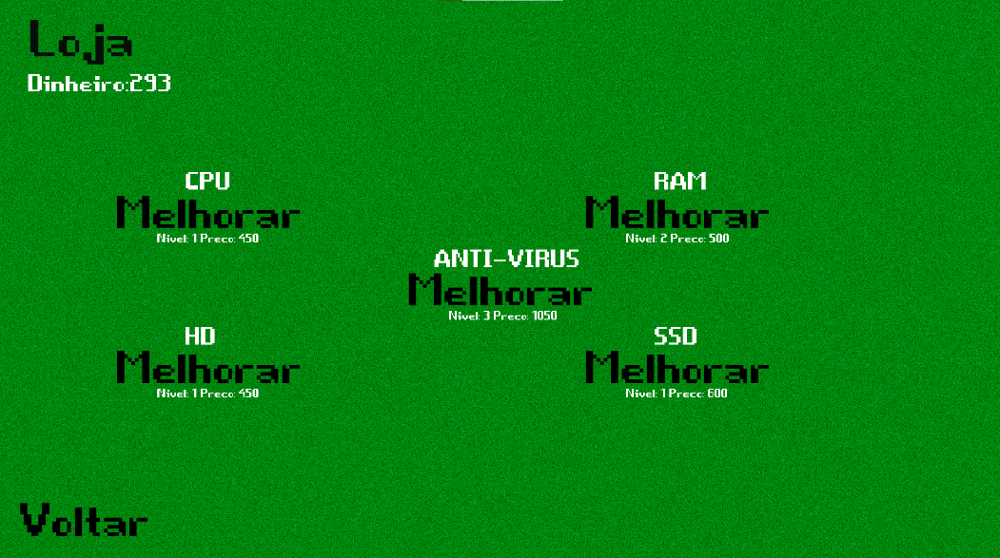 Loja
Dinheiro:293
CPU
Melhorar
Nivel: 1 Preco: 450
RAM
Melhorar
Nivel: 2 Preco: 500
ANTI-VIRUS
Melhorar
Nivel: 3 Preco: 1050
HD
Melhorar
Nivel: 1 Preco: 450
SSD
Melhorar
Nivel: 1 Preco: 600
Voltar